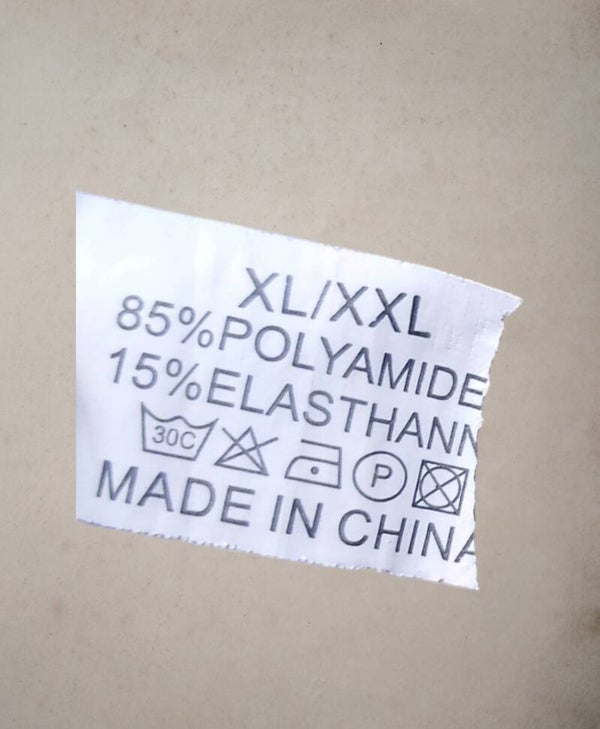 XL/XXL
85%POLYAMIDE
15%ELASTHANN
30C P
MADE IN CHINA